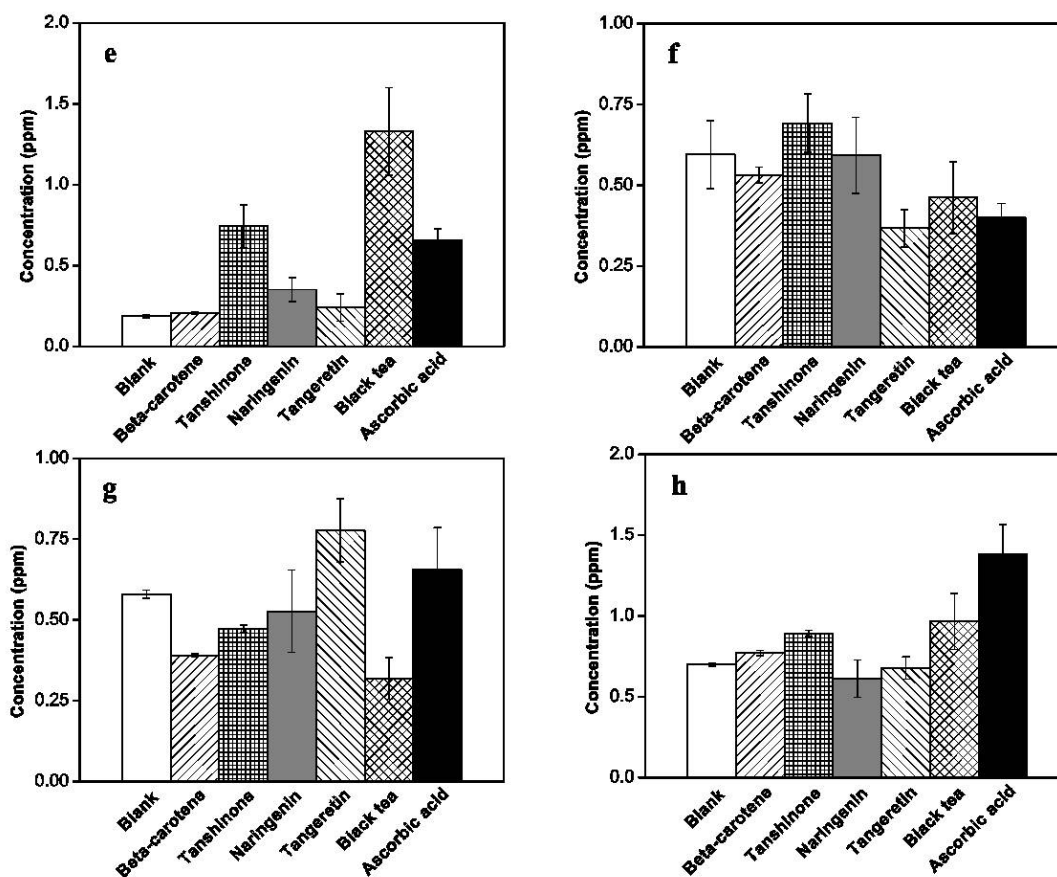 e
Concentration (ppm)
2.0
1.5
1.0
0.5
0.0
Blank
Beta-carotene
Tanshinone
Naringenin
Tangeretin
Black tea
Ascorbic acid
f
Concentration (ppm)
1.00
0.75
0.50
0.25
0.00
Blank
Beta-carotene
Tanshinone
Naringenin
Tangeretin
Black tea
Ascorbic acid
g
Concentration (ppm)
1.00
0.75
0.50
0.25
0.00
Blank
Beta-carotene
Tanshinone
Naringenin
Tangeretin
Black tea
Ascorbic acid
h
Concentration (ppm)
2.0
1.5
1.0
0.5
0.0
Blank
Beta-carotene
Tanshinone
Naringenin
Tangeretin
Black tea
Ascorbic acid